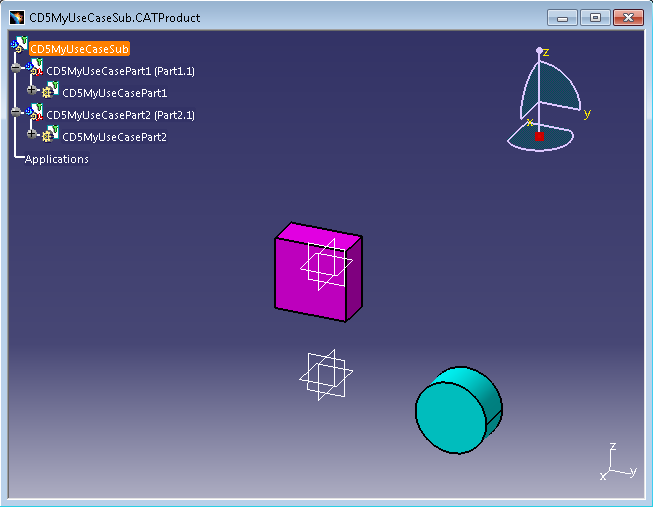 CD5MyUseCaseSub.CATProduct
CD5MyUseCaseSub
CD5MyUseCasePart1 (Part1.1)
CD5MyUseCasePart1
CD5MyUseCasePart2 (Part2.1)
CD5MyUseCasePart2
Applications
z
y
x
z
y
x